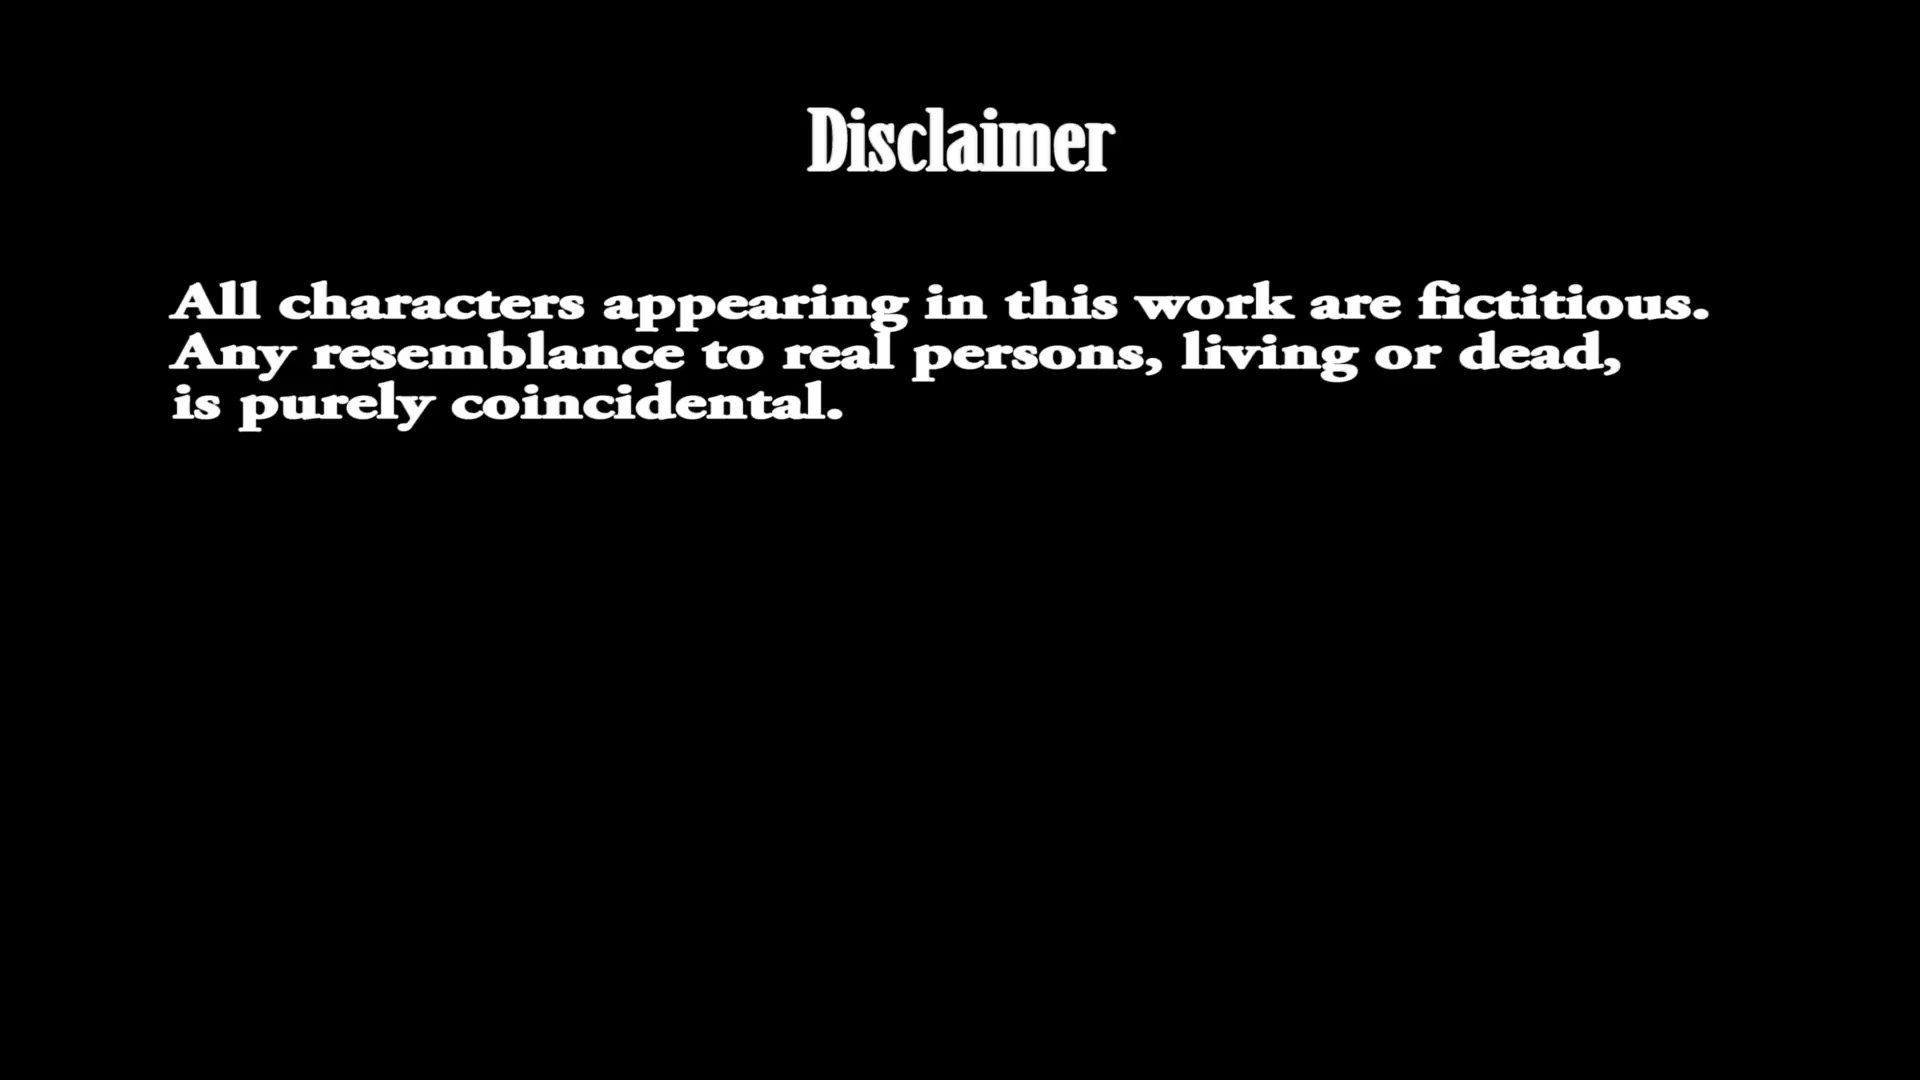 Disclaimer
All characters appearing in this work are fictitious.
Any resemblance to real persons, living or dead,
is purely coincidental.